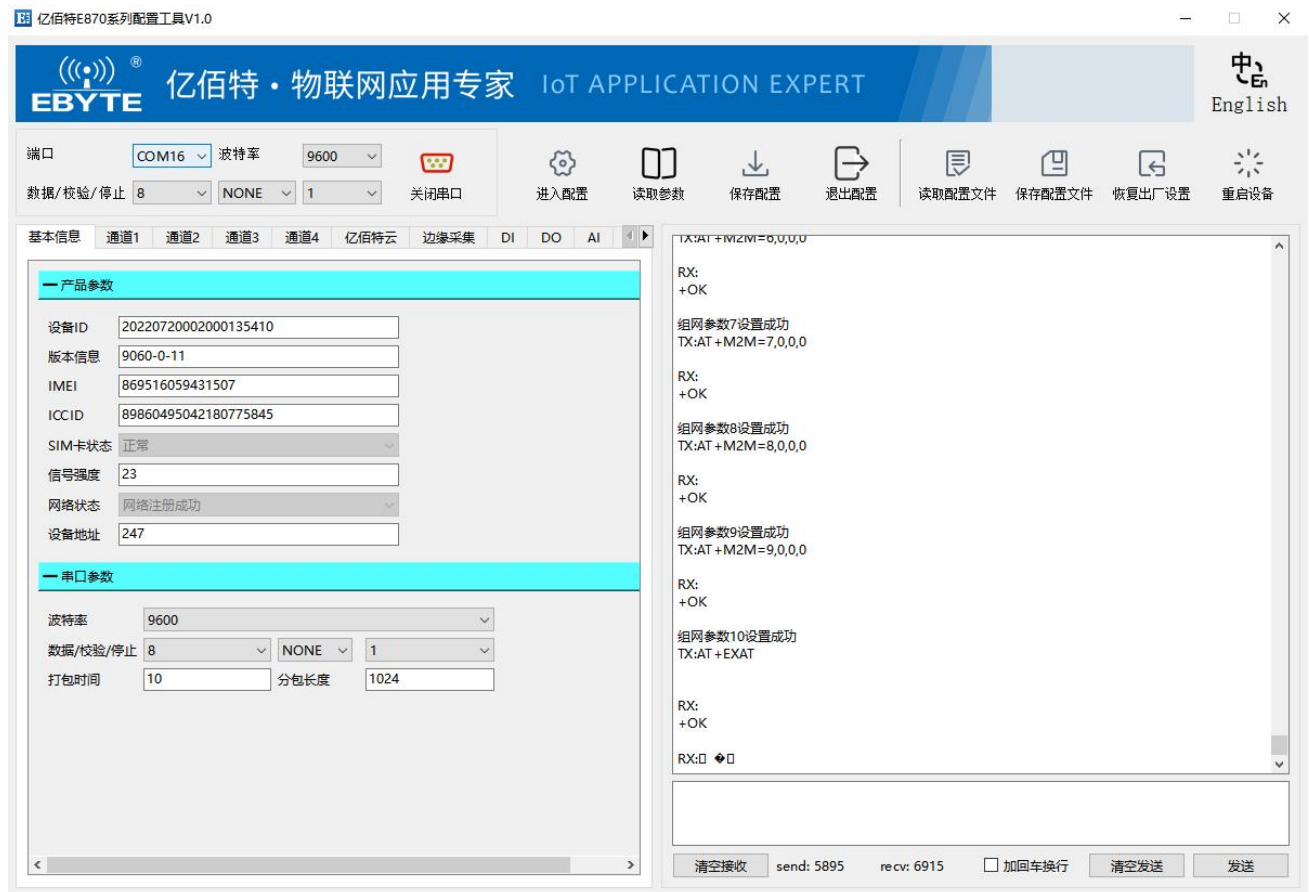 亿佰特E870系列配置工具V1.0
EBYTE ® 亿佰特·物联网应用专家 IoT APPLICATION EXPERT
中 En
English
端口 COM16 波特率 9600
数据/校验/停止 8 NONE 1
关闭串口 进入配置 读取参数 保存配置 退出配置 读取配置文件 保存配置文件 恢复出厂设置 重启设备
基本信息 通道1 通道2 通道3 通道4 亿佰特云 边缘采集 DI DO AI
产品参数
设备ID 20220720002000135410
版本信息 9060-0-11
IMEI 869516059431507
ICCID 89860495042180775845
SIM卡状态 正常
信号强度 23
网络状态 网络注册成功
设备地址 247
串口参数
波特率 9600
数据/校验/停止 8 NONE 1
打包时间 10 分包长度 1024
TX:AT+M2M=6,0,0,0
RX:
+OK
组网参数7设置成功
TX:AT+M2M=7,0,0,0
RX:
+OK
组网参数8设置成功
TX:AT+M2M=8,0,0,0
RX:
+OK
组网参数9设置成功
TX:AT+M2M=9,0,0,0
RX:
+OK
组网参数10设置成功
TX:AT+EXAT
RX:
+OK
RX:
清空接收 send: 5895 recv: 6915 加回车换行 清空发送 发送